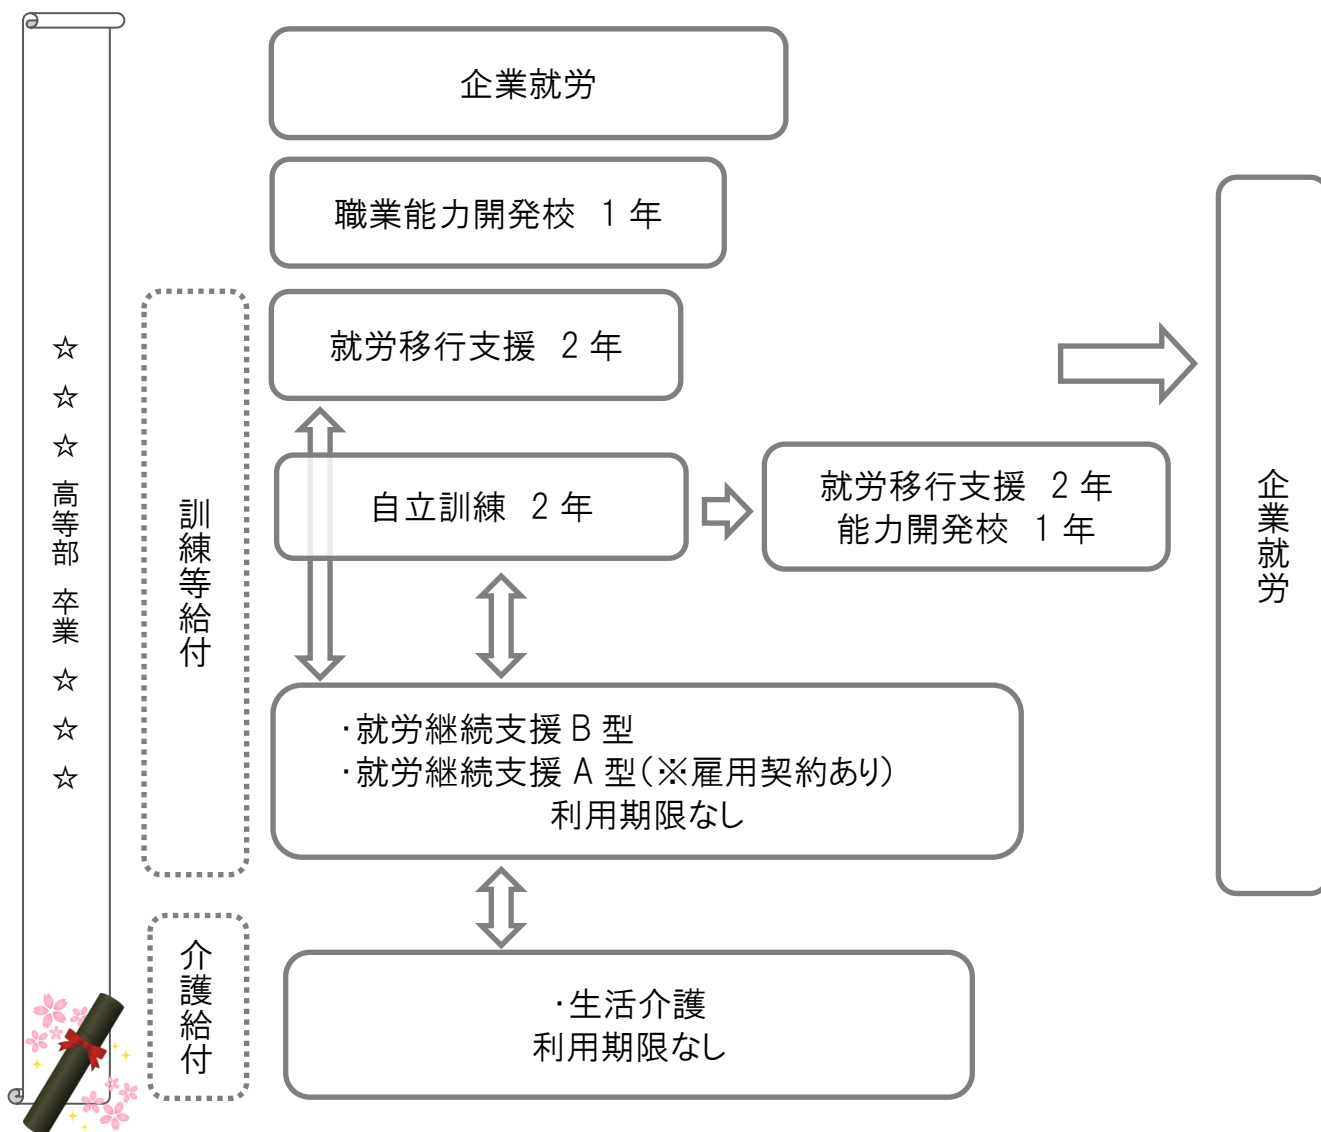 ☆☆☆高等部 卒業☆☆☆
企業就労
職業能力開発校 1年
訓練等給付
就労移行支援 2年
自立訓練 2年
就労移行支援 2年
能力開発校 1年
企業就労
・就労継続支援B型
・就労継続支援A型(※雇用契約あり)
利用期限なし
介護給付
・生活介護
利用期限なし